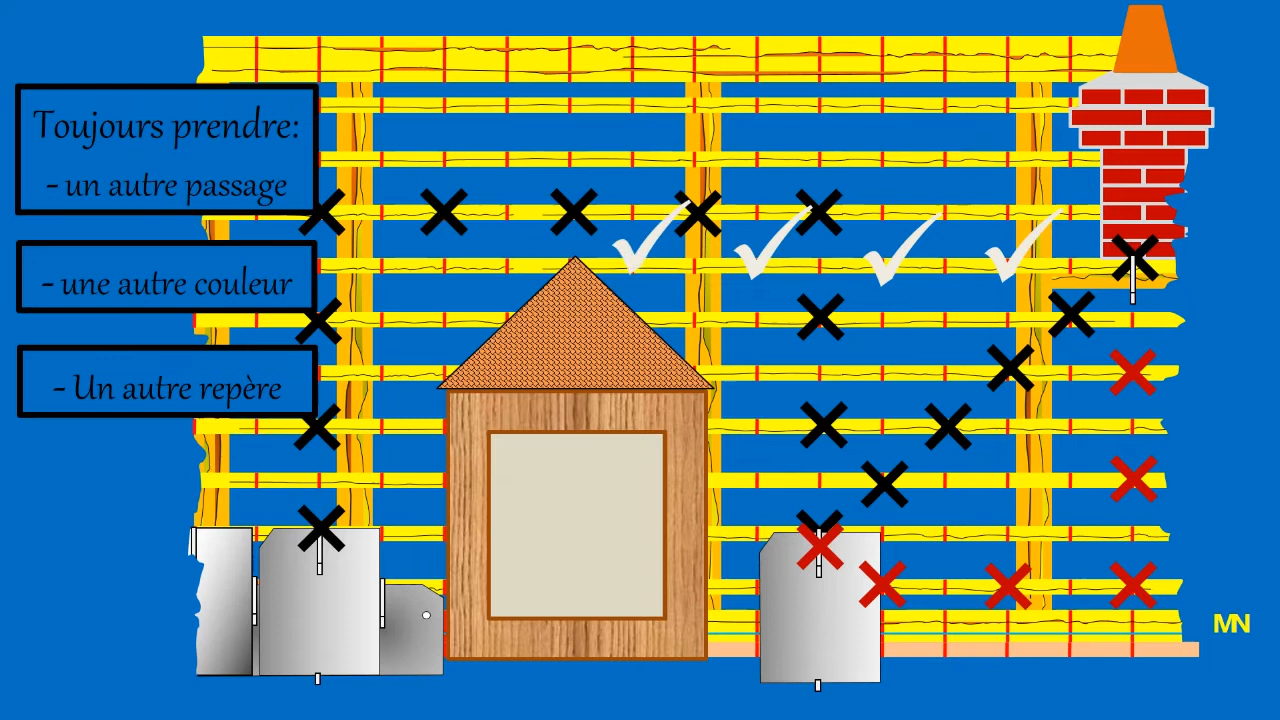 Toujours prendre:
- un autre passage
- une autre couleur
- Un autre repère
MN